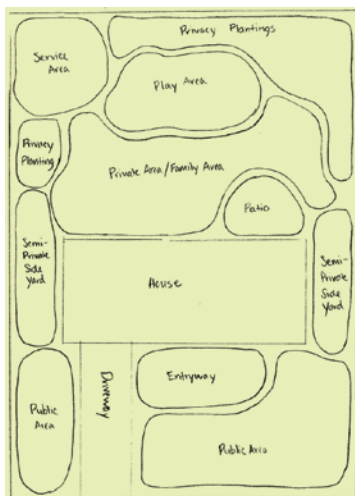 Privacy Plantings
Service
Area
Play Area
Privacy
Planting
Private Area/Family Area
Patio
Semi-
Private
Side
Yard
House
Semi-
Private
Side
Yard
Driveway
Entryway
Public
Area
Public Area